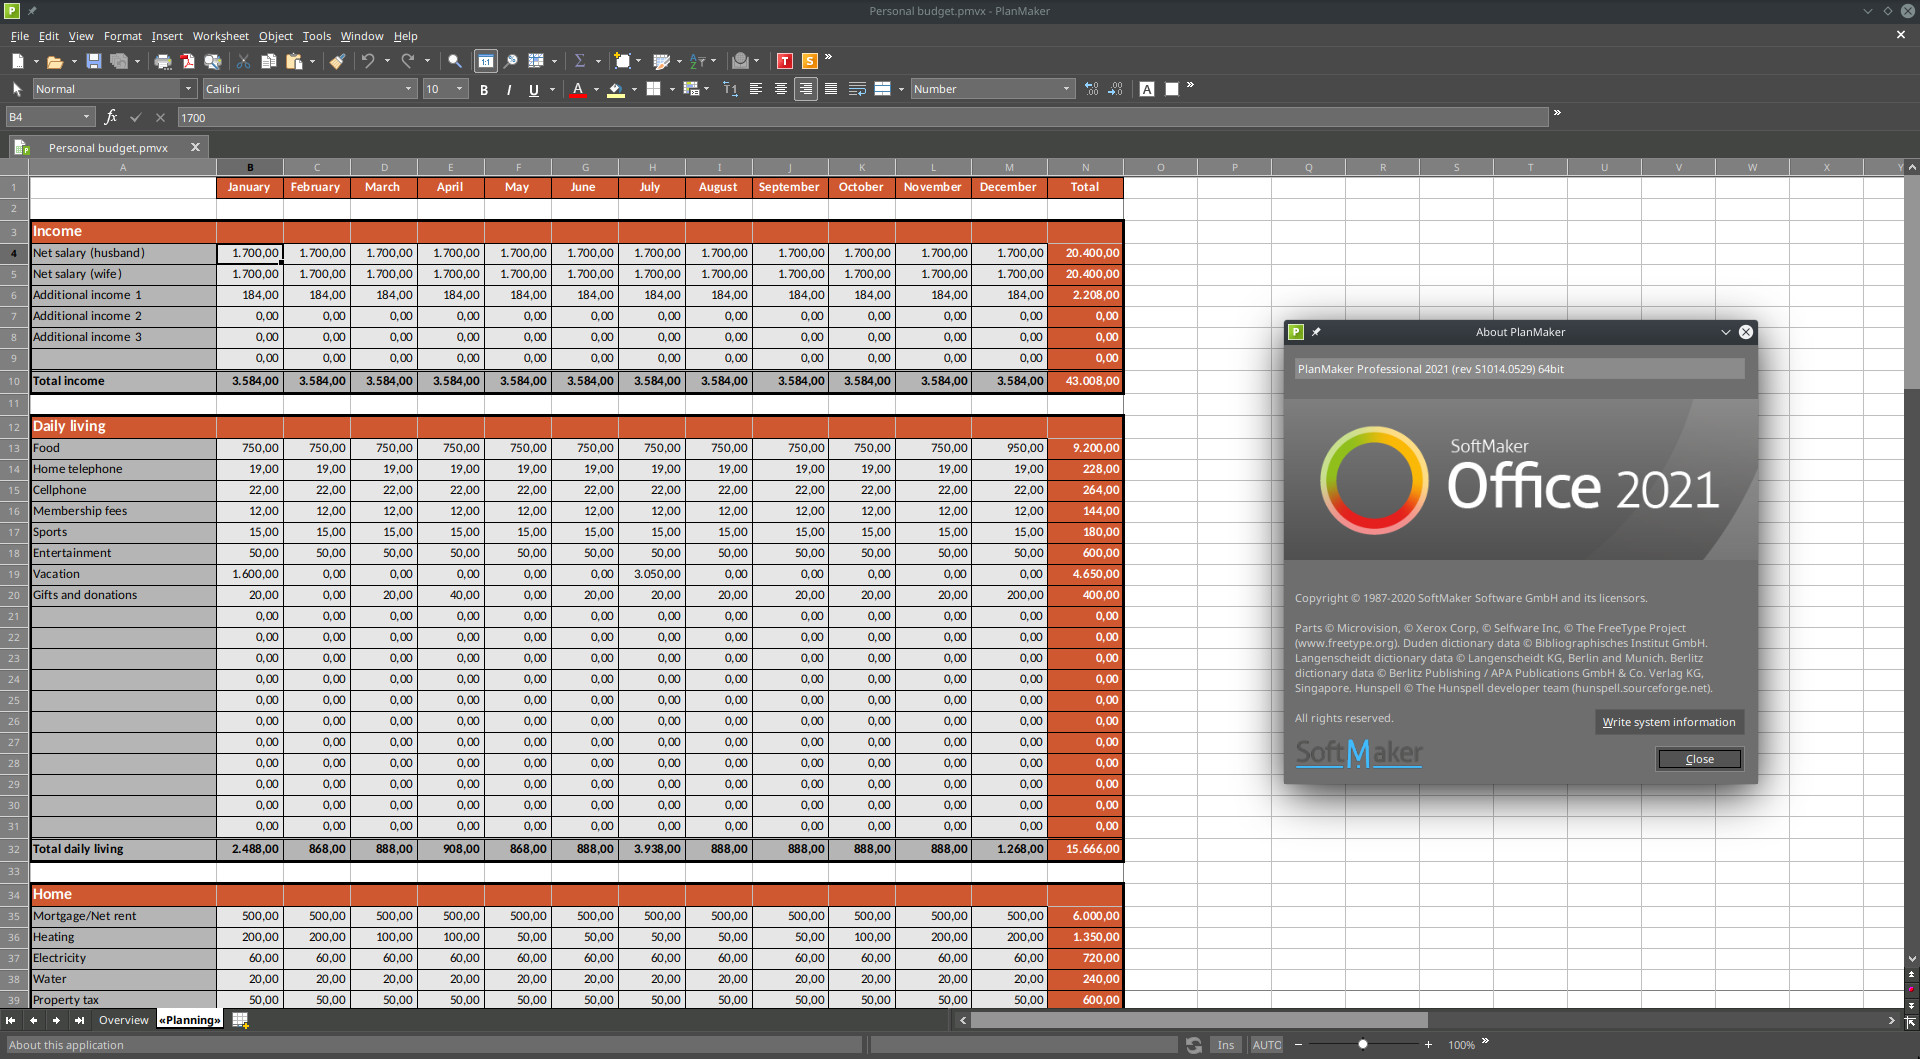 Personal budget.pmvx - PlanMaker
File Edit View Format Insert Worksheet Object Tools Window Help
Normal Calibri 10 B I U A Number A
B4 fx 1700
Personal budget.pmvx
A B C D E F G H I J K L M N O P Q R S T U V W X Y
1 January February March April May June July August September October November December Total
2
3 Income
4 Net salary (husband) 1.700,00 1.700,00 1.700,00 1.700,00 1.700,00 1.700,00 1.700,00 1.700,00 1.700,00 1.700,00 1.700,00 1.700,00 20.400,00
5 Net salary (wife) 1.700,00 1.700,00 1.700,00 1.700,00 1.700,00 1.700,00 1.700,00 1.700,00 1.700,00 1.700,00 1.700,00 1.700,00 20.400,00
6 Additional income 1 184,00 184,00 184,00 184,00 184,00 184,00 184,00 184,00 184,00 184,00 184,00 184,00 2.208,00
7 Additional income 2 0,00 0,00 0,00 0,00 0,00 0,00 0,00 0,00 0,00 0,00 0,00 0,00 0,00
8 Additional income 3 0,00 0,00 0,00 0,00 0,00 0,00 0,00 0,00 0,00 0,00 0,00 0,00 0,00
9 0,00 0,00 0,00 0,00 0,00 0,00 0,00 0,00 0,00 0,00 0,00 0,00 0,00
10 Total income 3.584,00 3.584,00 3.584,00 3.584,00 3.584,00 3.584,00 3.584,00 3.584,00 3.584,00 3.584,00 3.584,00 3.584,00 43.008,00
11
12 Daily living
13 Food 750,00 750,00 750,00 750,00 750,00 750,00 750,00 750,00 750,00 750,00 750,00 950,00 9.200,00
14 Home telephone 19,00 19,00 19,00 19,00 19,00 19,00 19,00 19,00 19,00 19,00 19,00 19,00 228,00
15 Cellphone 22,00 22,00 22,00 22,00 22,00 22,00 22,00 22,00 22,00 22,00 22,00 22,00 264,00
16 Membership fees 12,00 12,00 12,00 12,00 12,00 12,00 12,00 12,00 12,00 12,00 12,00 12,00 144,00
17 Sports 15,00 15,00 15,00 15,00 15,00 15,00 15,00 15,00 15,00 15,00 15,00 15,00 180,00
18 Entertainment 50,00 50,00 50,00 50,00 50,00 50,00 50,00 50,00 50,00 50,00 50,00 50,00 600,00
19 Vacation 1.600,00 0,00 0,00 0,00 0,00 0,00 3.050,00 0,00 0,00 0,00 0,00 0,00 4.650,00
20 Gifts and donations 20,00 0,00 20,00 40,00 0,00 20,00 20,00 20,00 20,00 20,00 20,00 200,00 400,00
21 0,00 0,00 0,00 0,00 0,00 0,00 0,00 0,00 0,00 0,00 0,00 0,00 0,00
22 0,00 0,00 0,00 0,00 0,00 0,00 0,00 0,00 0,00 0,00 0,00 0,00 0,00
23 0,00 0,00 0,00 0,00 0,00 0,00 0,00 0,00 0,00 0,00 0,00 0,00 0,00
24 0,00 0,00 0,00 0,00 0,00 0,00 0,00 0,00 0,00 0,00 0,00 0,00 0,00
25 0,00 0,00 0,00 0,00 0,00 0,00 0,00 0,00 0,00 0,00 0,00 0,00 0,00
26 0,00 0,00 0,00 0,00 0,00 0,00 0,00 0,00 0,00 0,00 0,00 0,00 0,00
27 0,00 0,00 0,00 0,00 0,00 0,00 0,00 0,00 0,00 0,00 0,00 0,00 0,00
28 0,00 0,00 0,00 0,00 0,00 0,00 0,00 0,00 0,00 0,00 0,00 0,00 0,00
29 0,00 0,00 0,00 0,00 0,00 0,00 0,00 0,00 0,00 0,00 0,00 0,00 0,00
30 0,00 0,00 0,00 0,00 0,00 0,00 0,00 0,00 0,00 0,00 0,00 0,00 0,00
31 0,00 0,00 0,00 0,00 0,00 0,00 0,00 0,00 0,00 0,00 0,00 0,00 0,00
32 Total daily living 2.488,00 868,00 888,00 908,00 868,00 888,00 3.938,00 888,00 888,00 888,00 888,00 1.268,00 15.666,00
33
34 Home
35 Mortgage/Net rent 500,00 500,00 500,00 500,00 500,00 500,00 500,00 500,00 500,00 500,00 500,00 500,00 6.000,00
36 Heating 200,00 200,00 100,00 100,00 50,00 50,00 50,00 50,00 50,00 100,00 200,00 200,00 1.350,00
37 Electricity 60,00 60,00 60,00 60,00 60,00 60,00 60,00 60,00 60,00 60,00 60,00 60,00 720,00
38 Water 20,00 20,00 20,00 20,00 20,00 20,00 20,00 20,00 20,00 20,00 20,00 20,00 240,00
39 Property tax 50,00 50,00 50,00 50,00 50,00 50,00 50,00 50,00 50,00 50,00 50,00 50,00 600,00
Overview «Planning»
About this application Ins AUTO 100%
About PlanMaker
PlanMaker Professional 2021 (rev S1014.0529) 64bit
SoftMaker
Office 2021
Copyright © 1987-2020 SoftMaker Software GmbH and its licensors.
Parts © Microvision, © Xerox Corp, © Selfware Inc, © The FreeType Project
(www.freetype.org). Duden dictionary data © Bibliographisches Institut GmbH.
Langenscheidt dictionary data © Langenscheidt KG, Berlin and Munich. Berlitz
dictionary data © Berlitz Publishing / APA Publications GmbH & Co. Verlag KG,
Singapore. Hunspell © The Hunspell developer team (hunspell.sourceforge.net).
All rights reserved.
Write system information
SoftMaker
Close